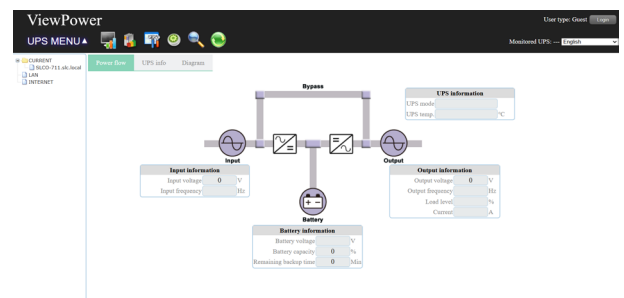 ViewPower
User type: Guest Login
UPS MENU▲
Monitored UPS: --- English
CURRENT
SLCO-711.alc.local
LAN
INTERNET
Power flow UPS info Diagram
Bypass
UPS information
UPS mode
UPS temp. °C
Input Output
Input information
Input voltage 0 V
Input frequency Hz
Output information
Output voltage 0 V
Output frequency Hz
Load level %
Current A
Battery
Battery information
Battery voltage V
Battery capacity 0 %
Remaining backup time 0 Min